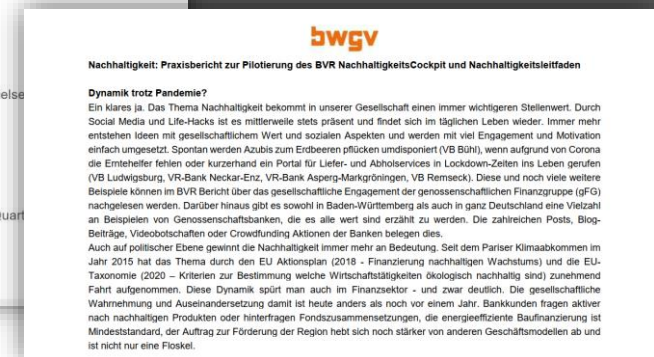 bwgv
Nachhaltigkeit: Praxisbericht zur Pilotierung des BVR NachhaltigkeitsCockpit und Nachhaltigkeitsleitfaden
Dynamik trotz Pandemie?
Ein klares ja. Das Thema Nachhaltigkeit bekommt in unserer Gesellschaft einen immer wichtigeren Stellenwert. Durch
Social Media und Life-Hacks ist es mittlerweile stets präsent und findet sich im täglichen Leben wieder. Immer mehr
entstehen Ideen mit gesellschaftlichem Wert und sozialen Aspekten und werden mit viel Engagement und Motivation
einfach umgesetzt. Spontan werden Azubis zum Erdbeeren pflücken umdisponiert (VB Bühl), wenn aufgrund von Corona
die Erntehelfer fehlen oder kurzerhand ein Portal für Liefer- und Abholservices in Lockdown-Zeiten ins Leben gerufen
(VB Ludwigsburg, VR-Bank Neckar-Enz, VR-Bank Asperg-Markgröningen, VB Remseck). Diese und noch viele weitere
Beispiele können im BVR Bericht über das gesellschaftliche Engagement der genossenschaftlichen Finanzgruppe (gFG)
nachgelesen werden. Darüber hinaus gibt es sowohl in Baden-Württemberg als auch in ganz Deutschland eine Vielzahl
an Beispielen von Genossenschaftsbanken, die es alle wert sind erzählt zu werden. Die zahlreichen Posts, Blog-
Beiträge, Videobotschaften oder Crowdfunding Aktionen der Banken belegen dies.
Auch auf politischer Ebene gewinnt die Nachhaltigkeit immer mehr an Bedeutung. Seit dem Pariser Klimaabkommen im
Jahr 2015 hat das Thema durch den EU Aktionsplan (2018 - Finanzierung nachhaltigen Wachstums) und die EU-
Taxonomie (2020 – Kriterien zur Bestimmung welche Wirtschaftstätigkeiten ökologisch nachhaltig sind) zunehmend
Fahrt aufgenommen. Diese Dynamik spürt man auch im Finanzsektor - und zwar deutlich. Die gesellschaftliche
Wahrnehmung und Auseinandersetzung damit ist heute anders als noch vor einem Jahr. Bankkunden fragen aktiver
nach nachhaltigen Produkten oder hinterfragen Fondszusammensetzungen, die energieeffiziente Baufinanzierung ist
Mindeststandard, der Auftrag zur Förderung der Region hebt sich noch stärker von anderen Geschäftsmodellen ab und
ist nicht nur eine Floskel.